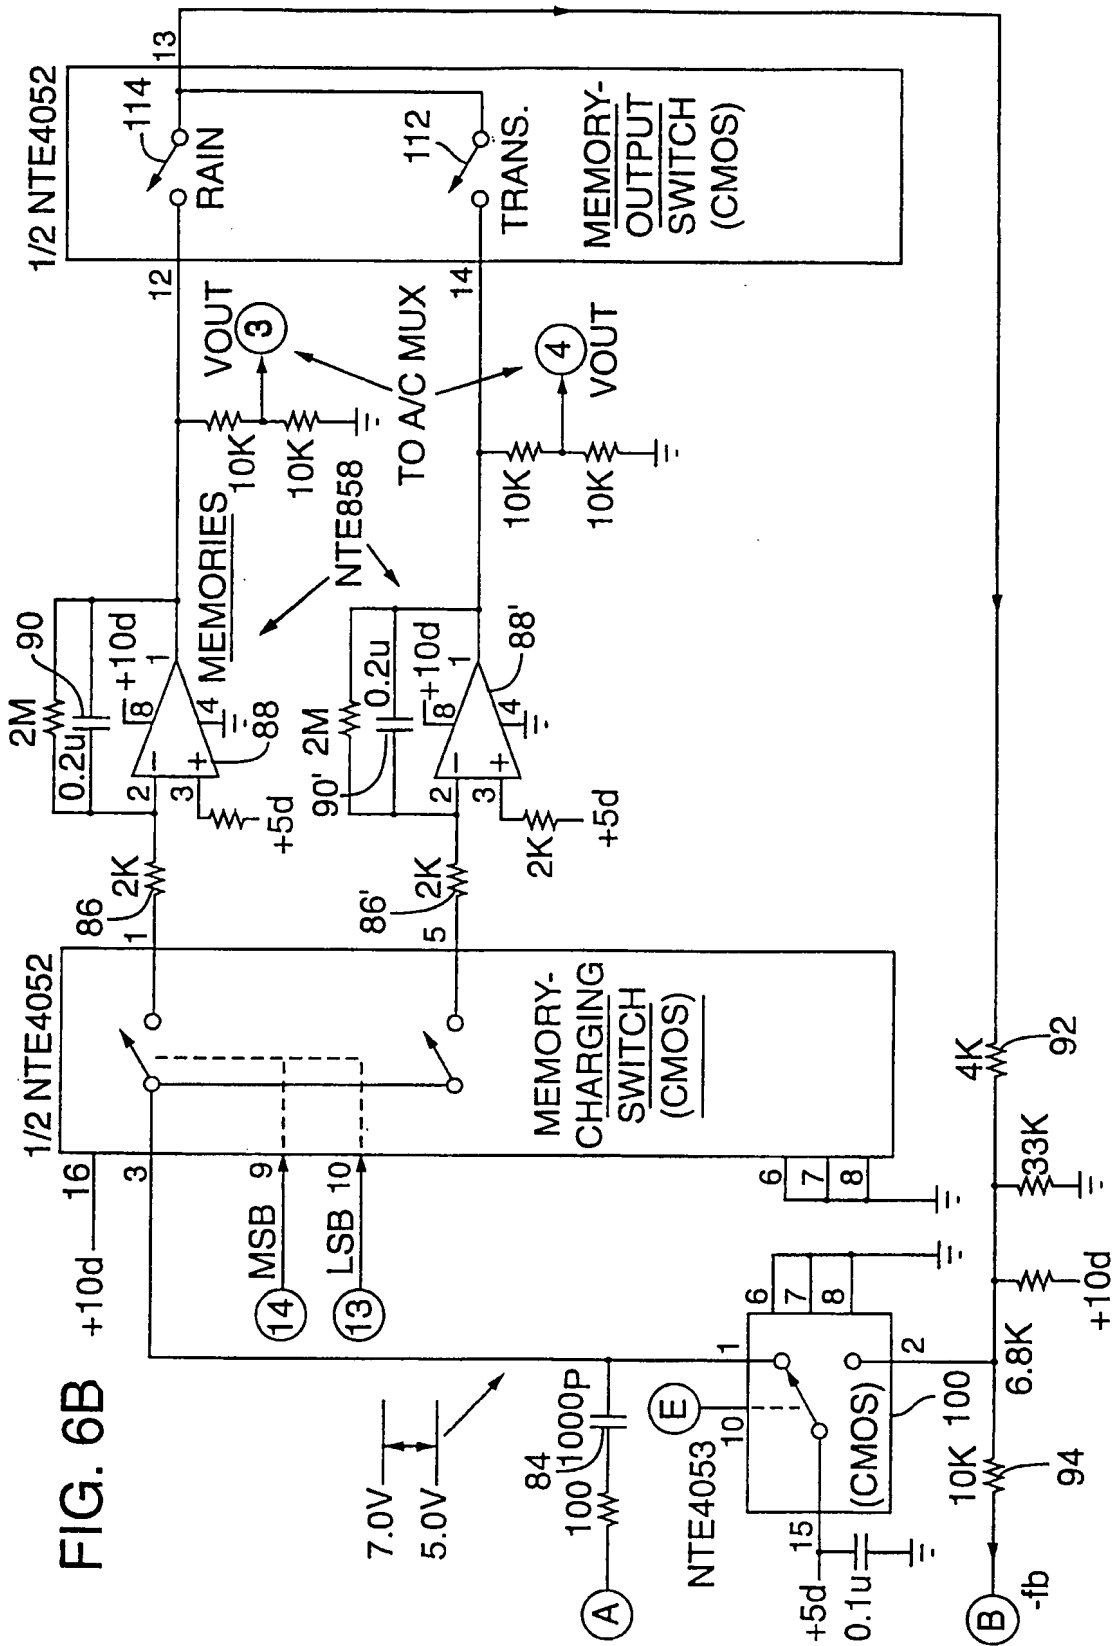 FIG. 6B
7.0V
5.0V
+10d
16
1/2 NTE4052
3
MSB
9
14
LSB
10
13
MEMORY-
CHARGING
SWITCH
(CMOS)
6
7
8
1
5
86
2K
86'
2K
2M
90
0.2u
+10d
8
2
3
1
4
88
+5d
MEMORIES
NTE858
2M
90'
0.2u
+10d
8
2
3
1
4
88'
2K
+5d
10K
10K
VOUT
3
TO A/C MUX
10K
10K
4
VOUT
1/2 NTE4052
12
14
13
114
RAIN
112
TRANS.
MEMORY-
OUTPUT
SWITCH
(CMOS)
A
100
84
1000P
E
NTE4053
10
1
15
+5d
0.1u
(CMOS)
2
100
6
7
8
B
-fb
10K
94
6.8K
+10d
33K
4K
92